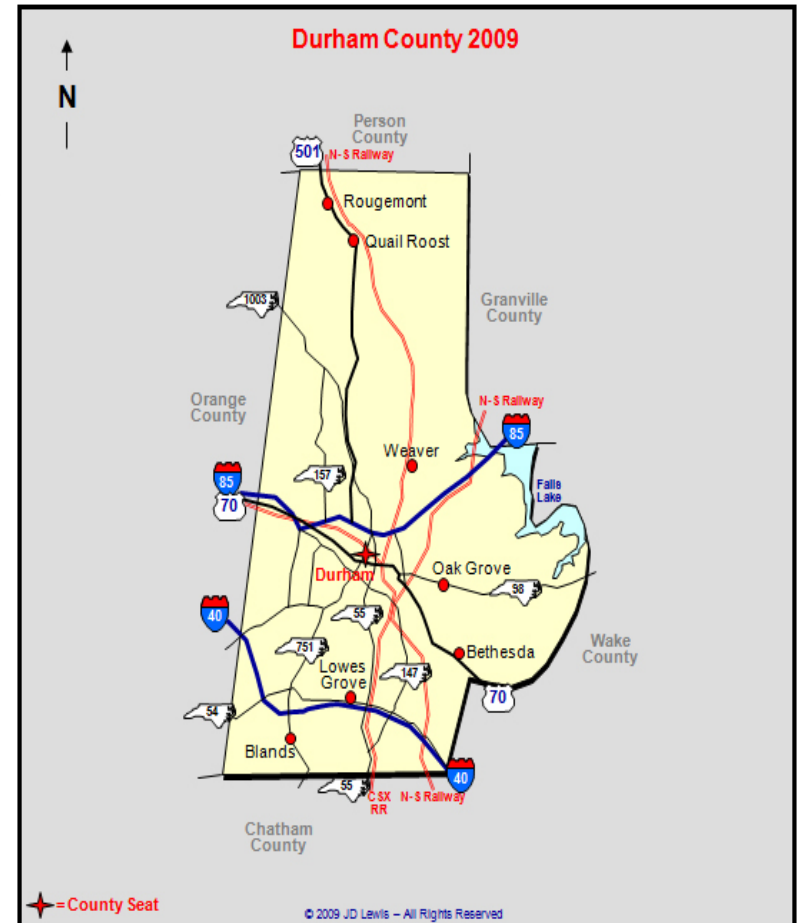 Durham County 2009
N
Person
County
501
N-S Railway
Rougemont
Quail Roost
1003
Granville
County
Orange
County
N-S Railway
85
Weaver
157
85
70
Falls
Lake
Durham
Oak Grove
98
40
55
751
Wake
County
Bethesda
Lowes
Grove
147
70
54
Blands
40
55
CSX
RR
N-S Railway
Chatham
County
= County Seat
© 2009 JD Lewis – All Rights Reserved